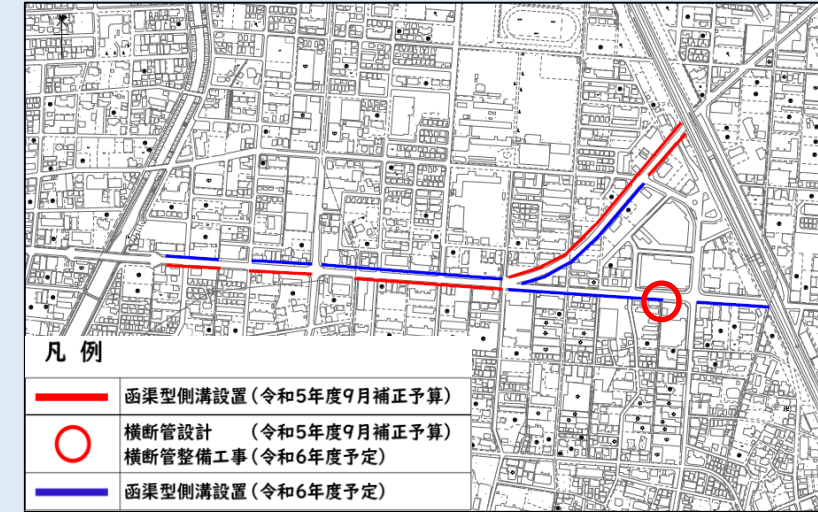 凡 例
函渠型側溝設置(令和5年度9月補正予算)
横断管設計 (令和5年度9月補正予算)
横断管整備工事(令和6年度予定)
函渠型側溝設置(令和6年度予定)